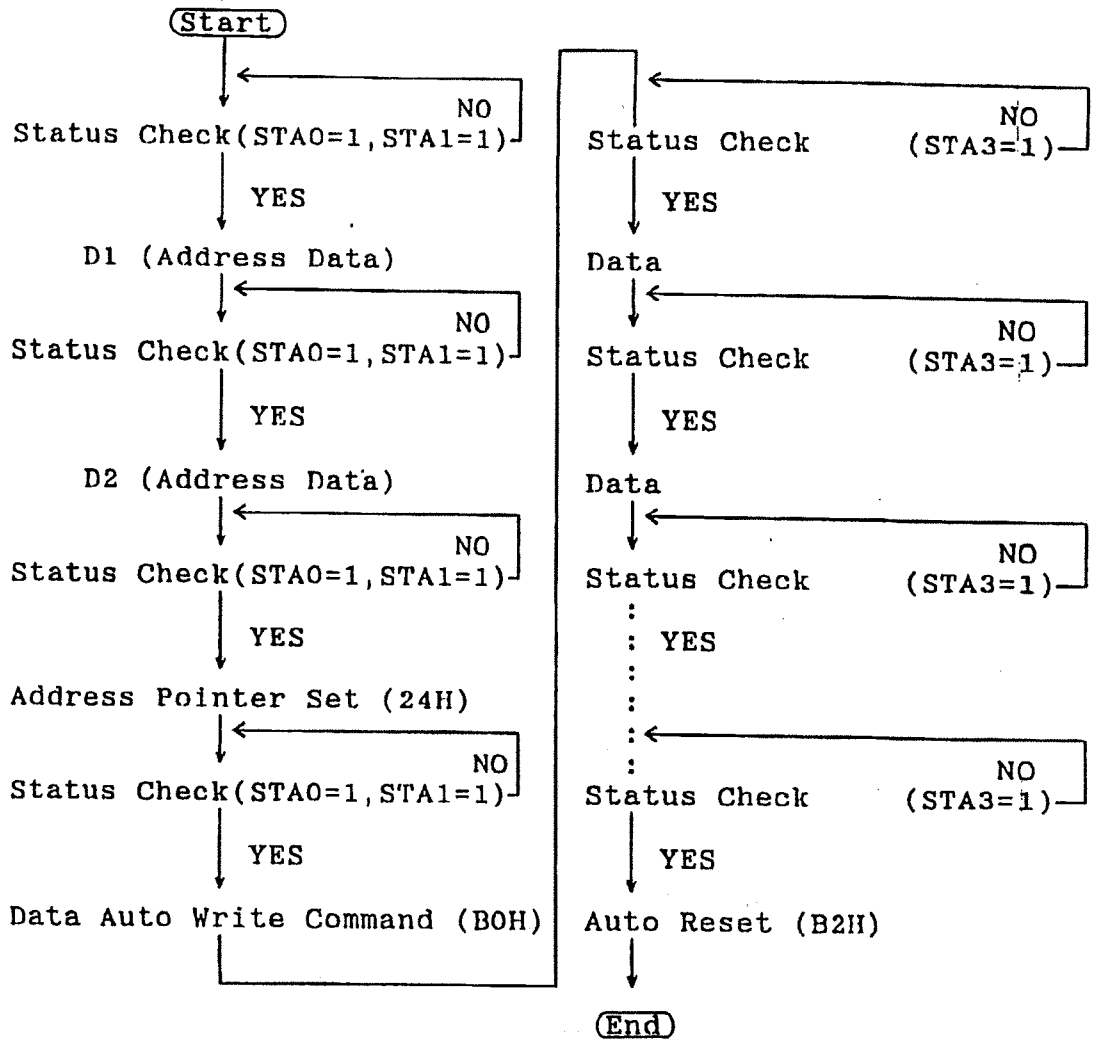 Start
NO
Status Check(STA0=1,STA1=1)
YES
D1 (Address Data)
NO
Status Check(STA0=1,STA1=1)
YES
D2 (Address Data)
NO
Status Check(STA0=1,STA1=1)
YES
Address Pointer Set (24H)
NO
Status Check(STA0=1,STA1=1)
YES
Data Auto Write Command (B0H)
NO
Status Check (STA3=1)
YES
Data
NO
Status Check (STA3=1)
YES
Data
NO
Status Check (STA3=1)
YES
NO
Status Check (STA3=1)
YES
Auto Reset (B2H)
End